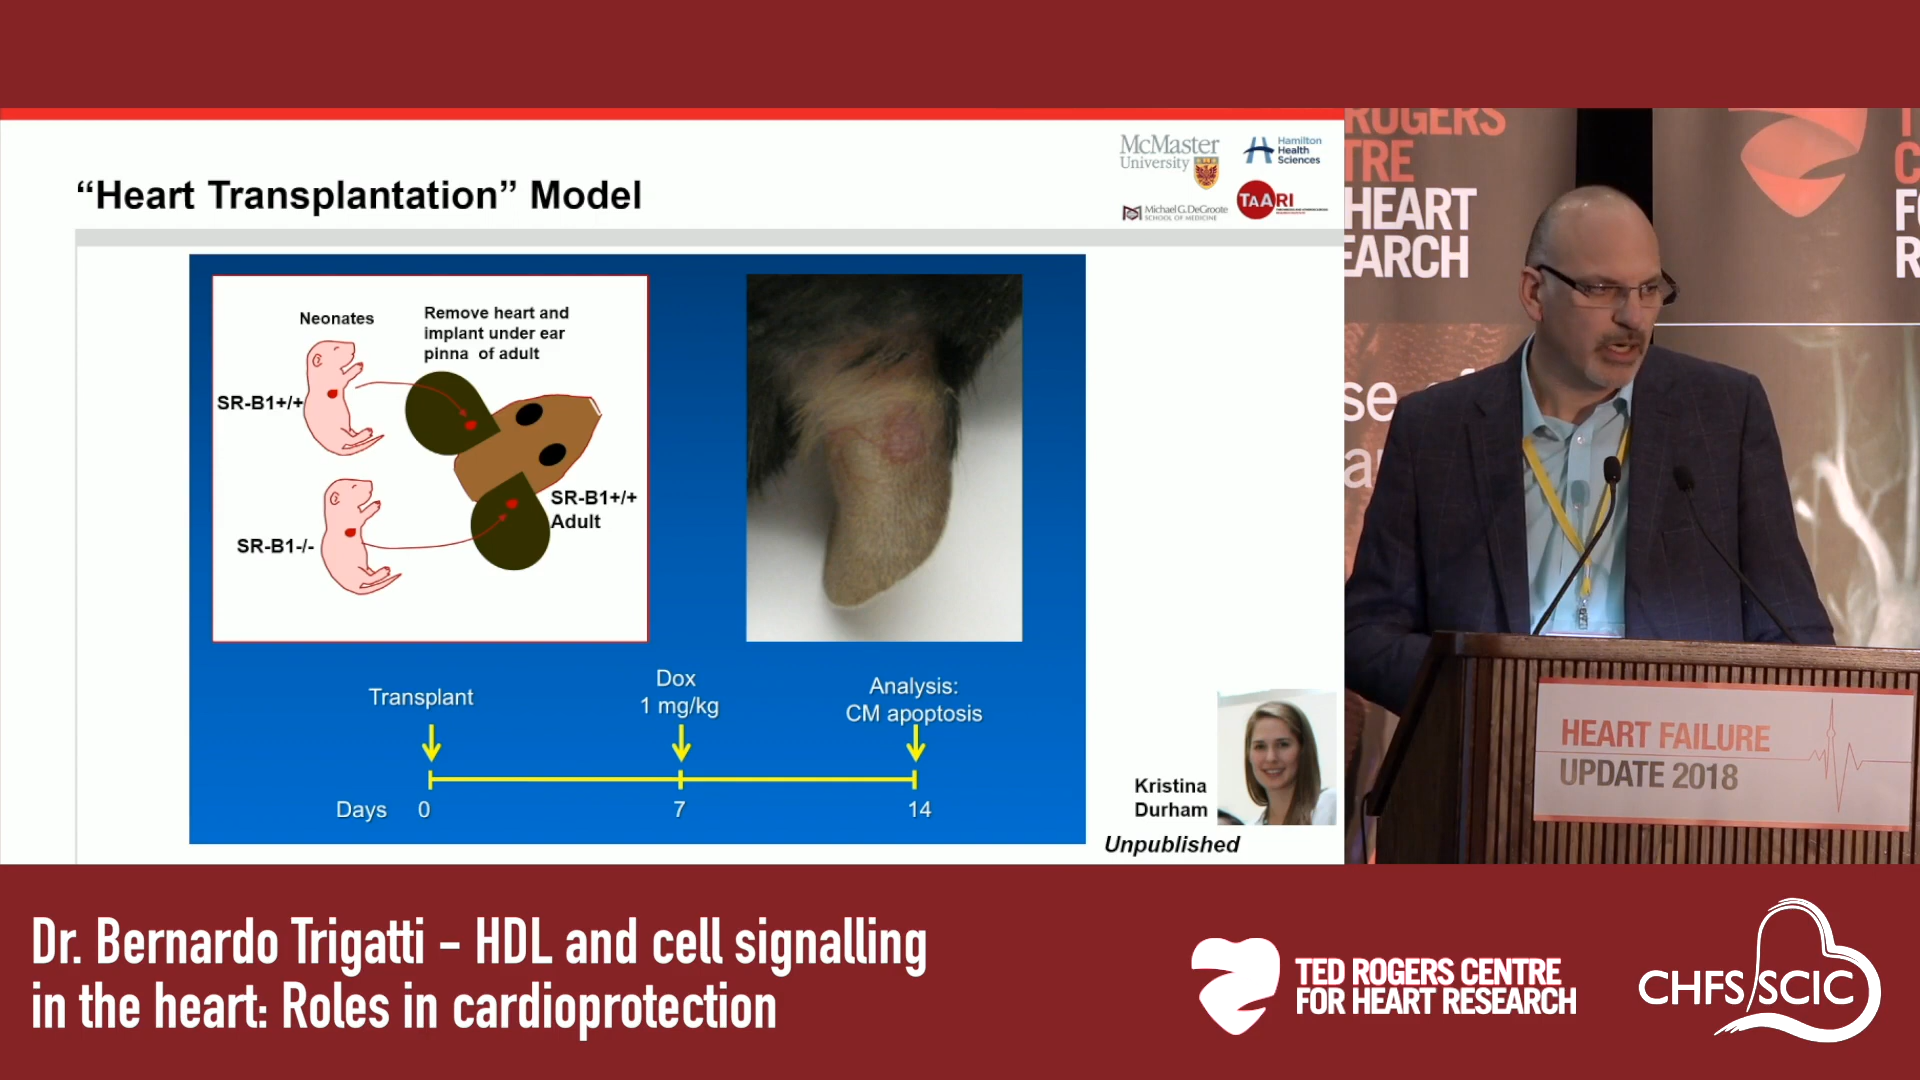 McMaster
University
Hamilton
Health
Sciences
Michael G. DeGroote
SCHOOL OF MEDICINE
TAARI
“Heart Transplantation” Model
Neonates
Remove heart and
implant under ear
pinna of adult
SR-B1+/+
SR-B1-/-
SR-B1+/+
Adult
Transplant
Dox
1 mg/kg
Analysis:
CM apoptosis
Days 0 7 14
Kristina
Durham
Unpublished
ROGERS
TRE
HEART
EARCH
HEART FAILURE
UPDATE 2018
Dr. Bernardo Trigatti - HDL and cell signalling
in the heart: Roles in cardioprotection
TED ROGERS CENTRE
FOR HEART RESEARCH
CHFS/SCIC